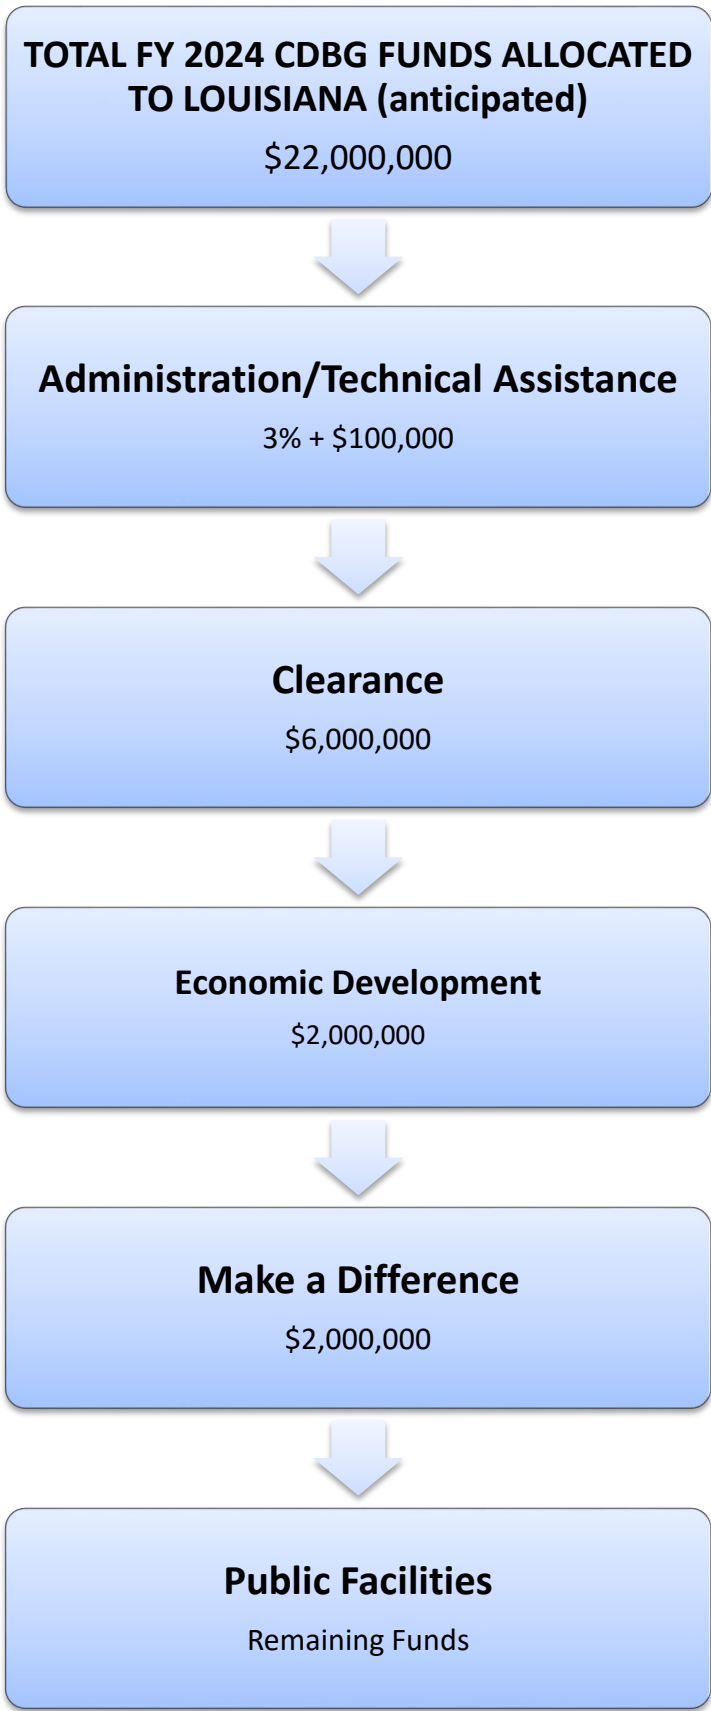 TOTAL FY 2024 CDBG FUNDS ALLOCATED
TO LOUISIANA (anticipated)
$22,000,000
Administration/Technical Assistance
3% + $100,000
Clearance
$6,000,000
Economic Development
$2,000,000
Make a Difference
$2,000,000
Public Facilities
Remaining Funds